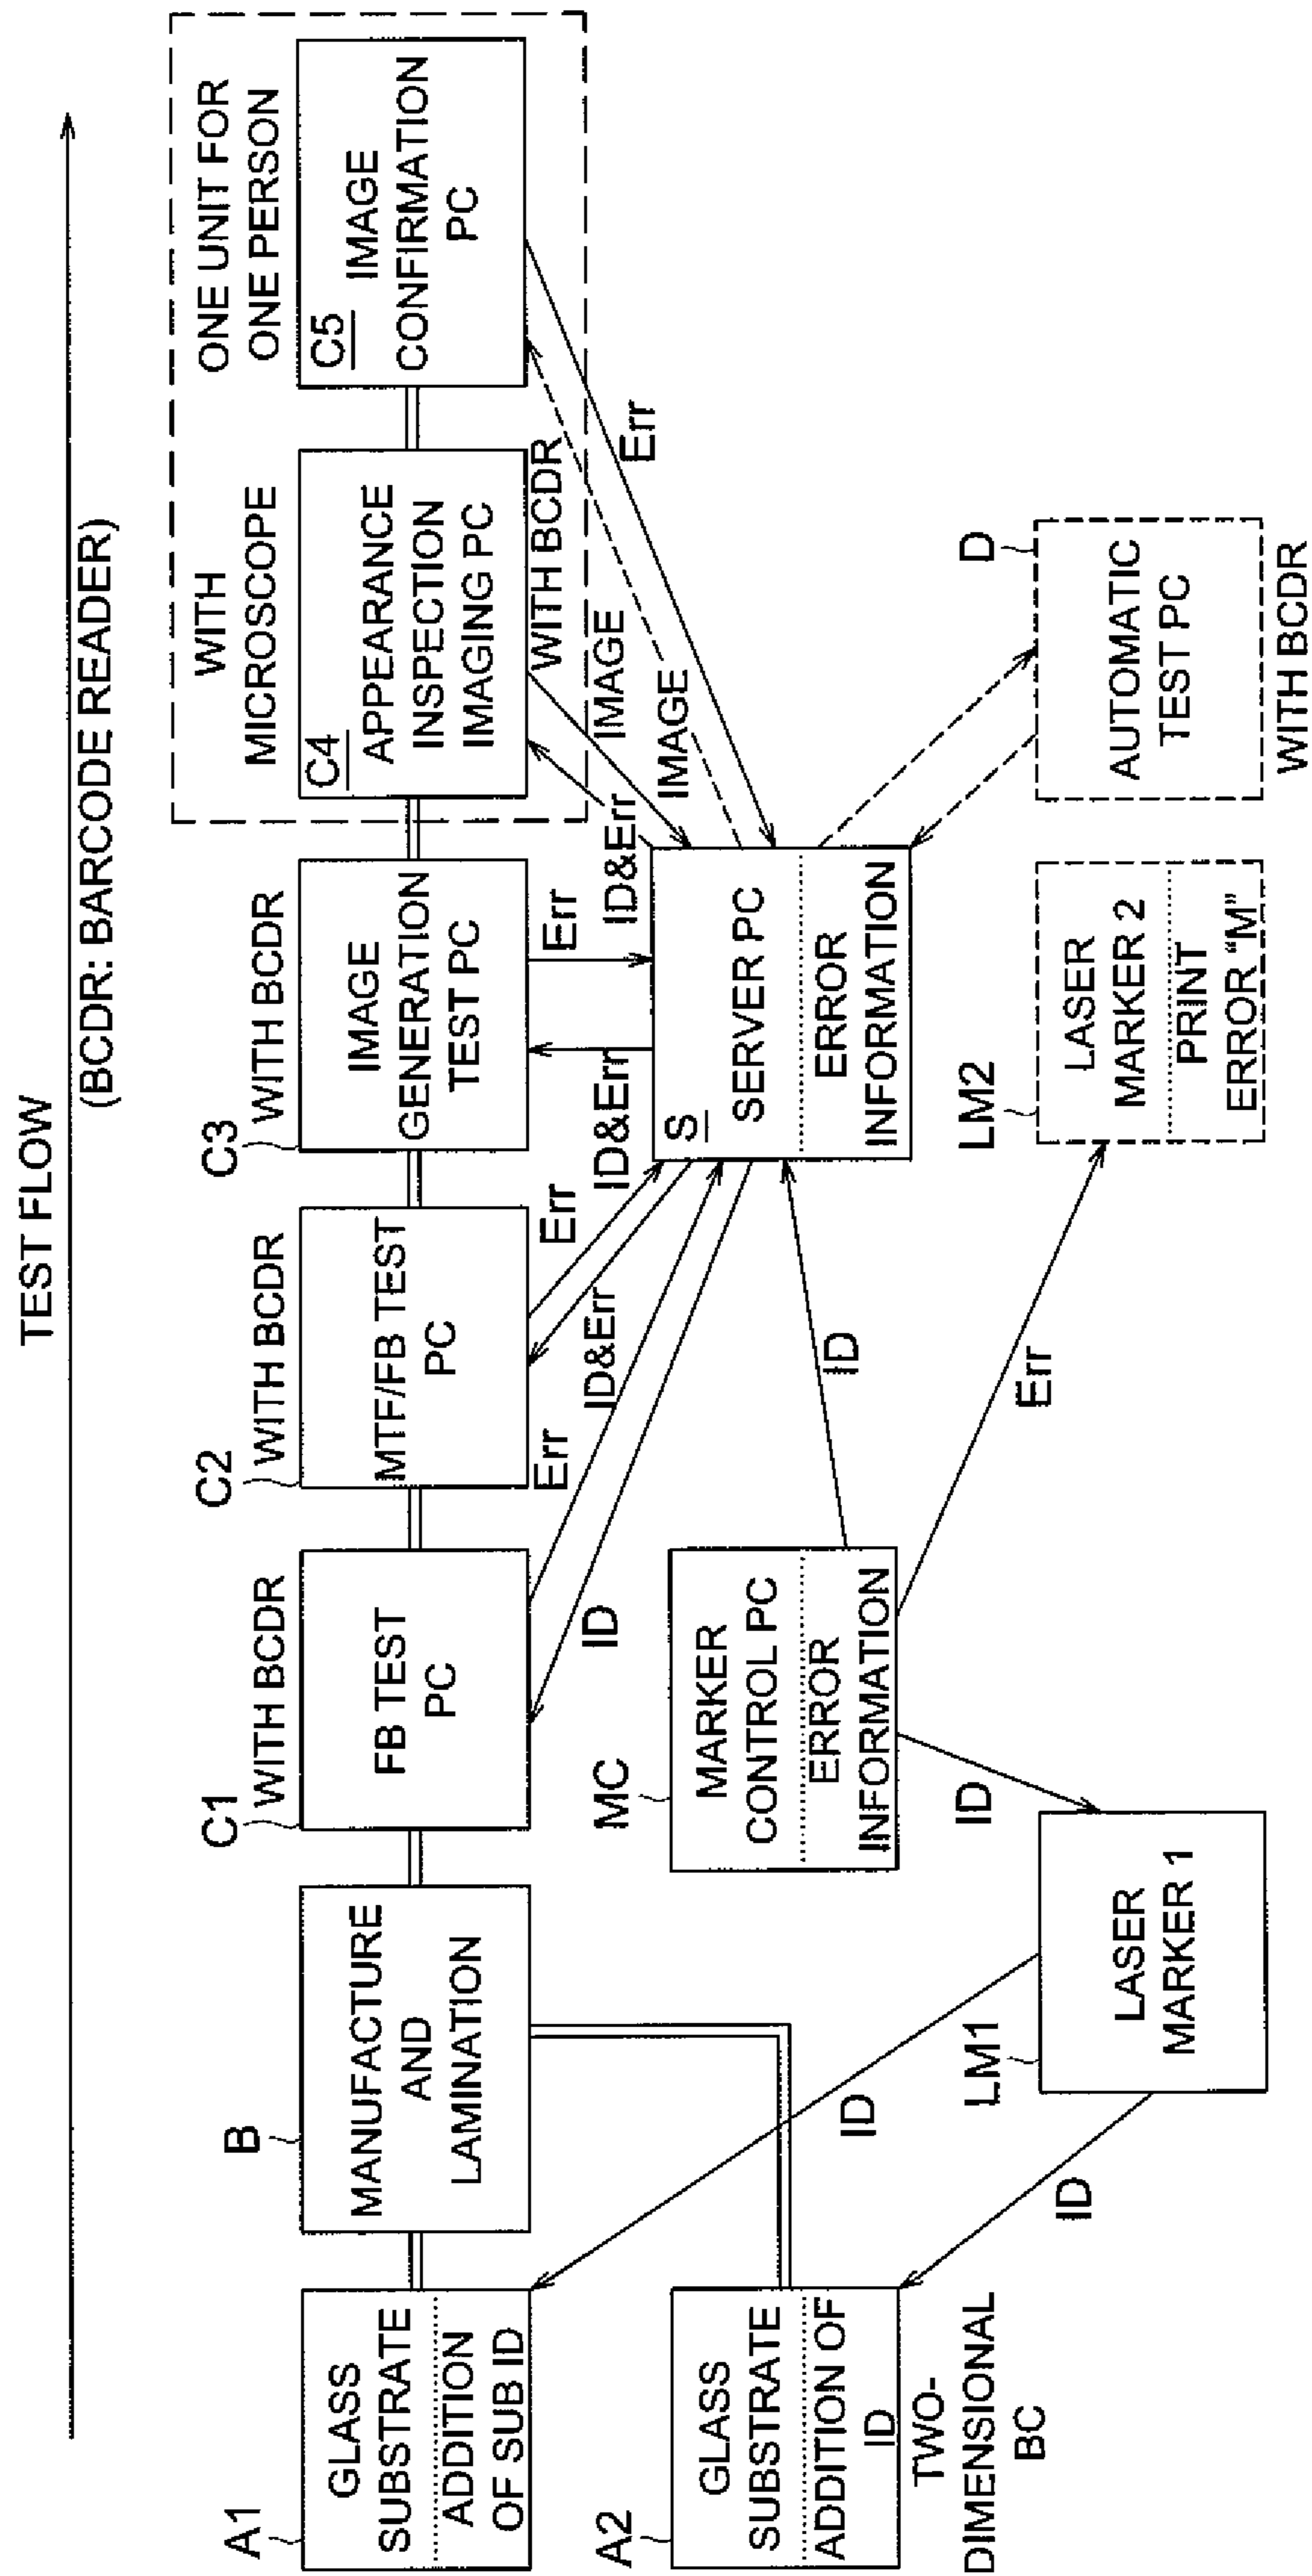 TEST FLOW
(BCDR: BARCODE READER)
A1
GLASS
SUBSTRATE
ADDITION
OF SUB ID
B
MANUFACTURE
AND
LAMINATION
C1
WITH BCDR
FB TEST
PC
C2
WITH BCDR
MTF/FB TEST
PC
C3
WITH BCDR
IMAGE
GENERATION
TEST PC
WITH
MICROSCOPE
C4
APPEARANCE
INSPECTION
IMAGING PC
WITH BCDR
ONE UNIT FOR
ONE PERSON
C5
IMAGE
CONFIRMATION
PC
ID
Err
ID&Err
Err
ID&Err
Err
ID&Err
IMAGE
IMAGE
Err
A2
GLASS
SUBSTRATE
ADDITION OF
ID
TWO-
DIMENSIONAL
BC
MC
MARKER
CONTROL PC
ERROR
INFORMATION
ID
S
SERVER PC
ERROR
INFORMATION
ID
ID
LM1
LASER
MARKER 1
ID
Err
LM2
LASER
MARKER 2
PRINT
ERROR "M"
D
AUTOMATIC
TEST PC
WITH BCDR